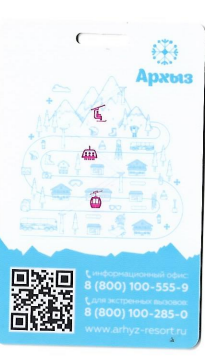 Архыз
информационный офис:
8 (800) 100-555-9
для экстренных вызовов:
8 (800) 100-285-0
www.arhyz-resort.ru